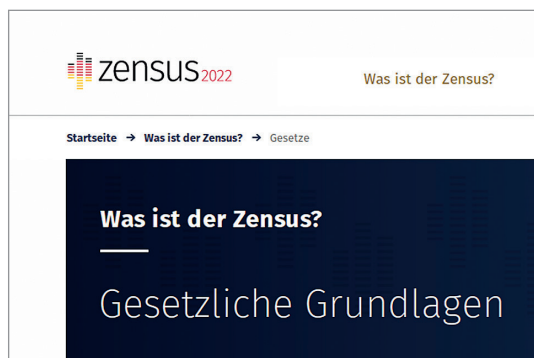 zensus2022
Was ist der Zensus?
Startseite → Was ist der Zensus? → Gesetze
Was ist der Zensus?
Gesetzliche Grundlagen